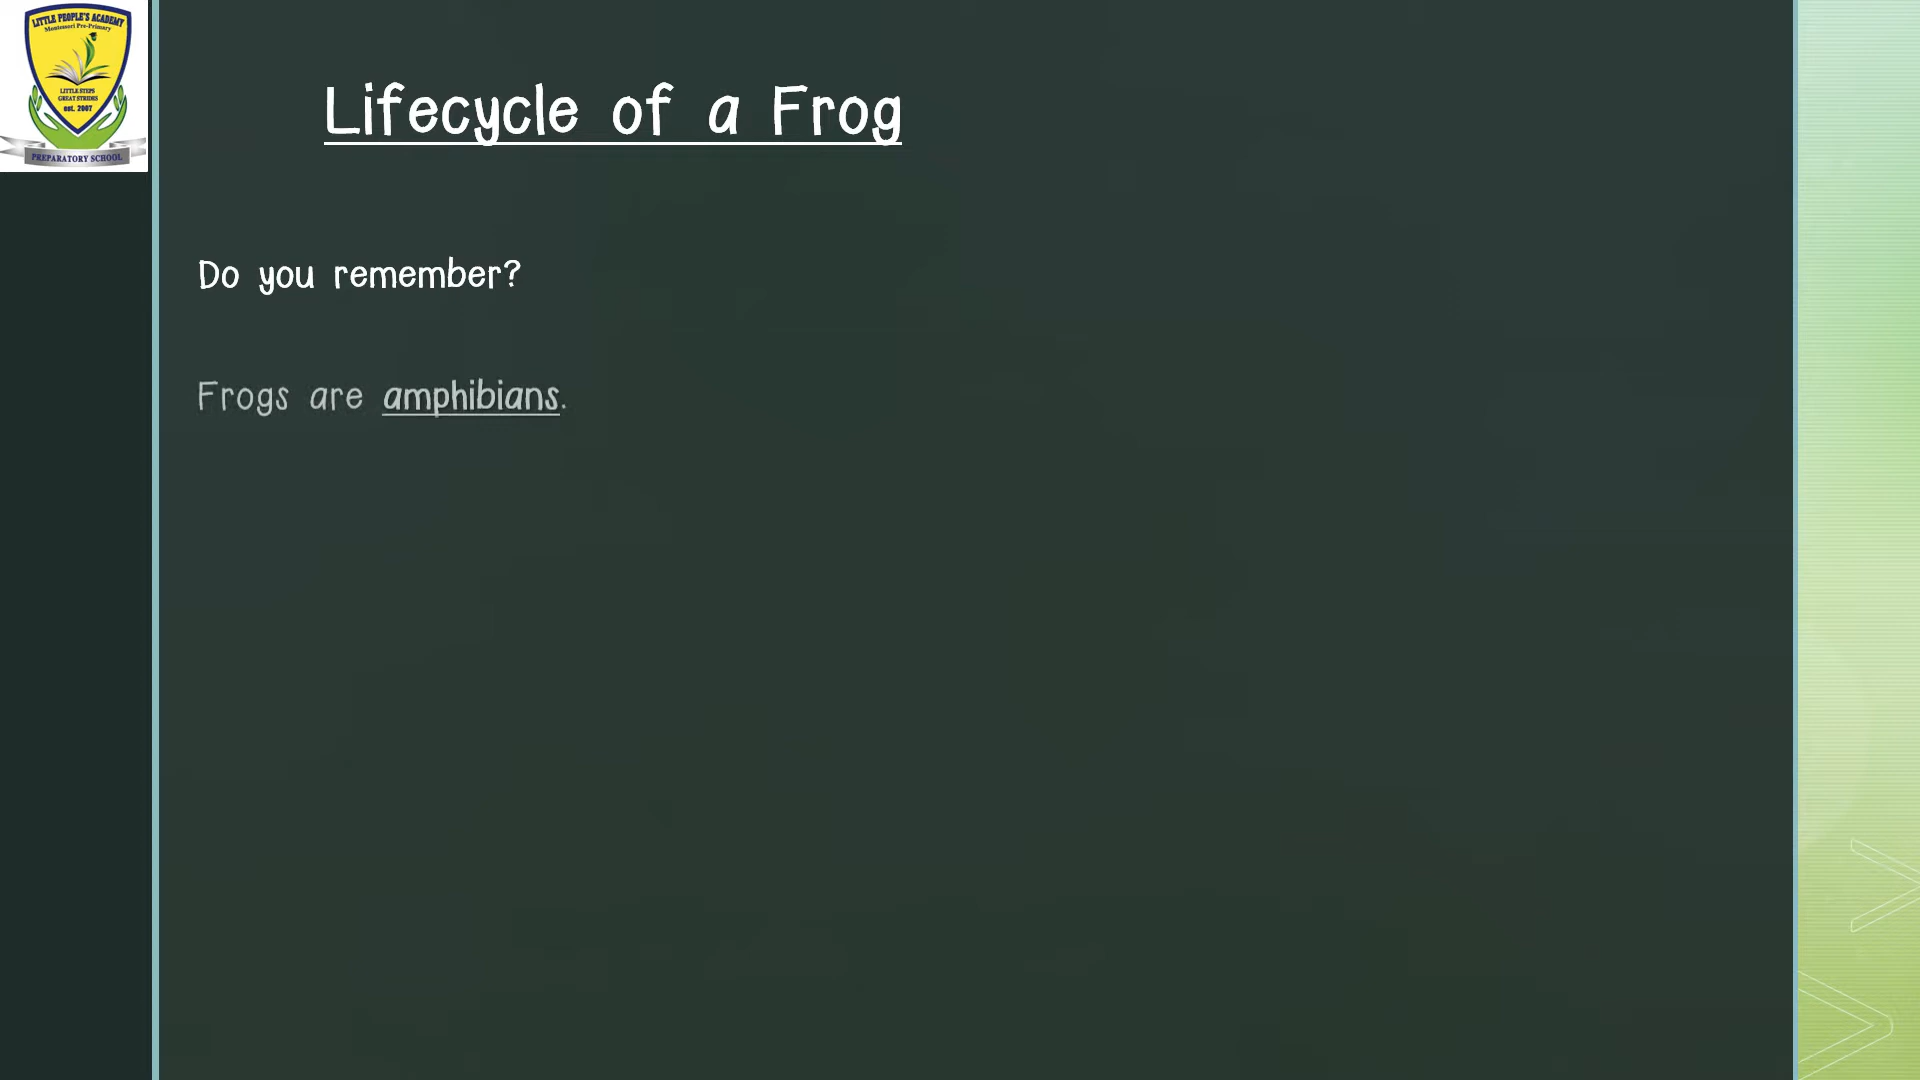 LITTLE PEOPLE'S ACADEMY
Montessori Pre-Primary
LITTLE STEPS
GREAT STRIDES
est. 2007
PREPARATORY SCHOOL
Lifecycle of a Frog
Do you remember?
Frogs are amphibians.